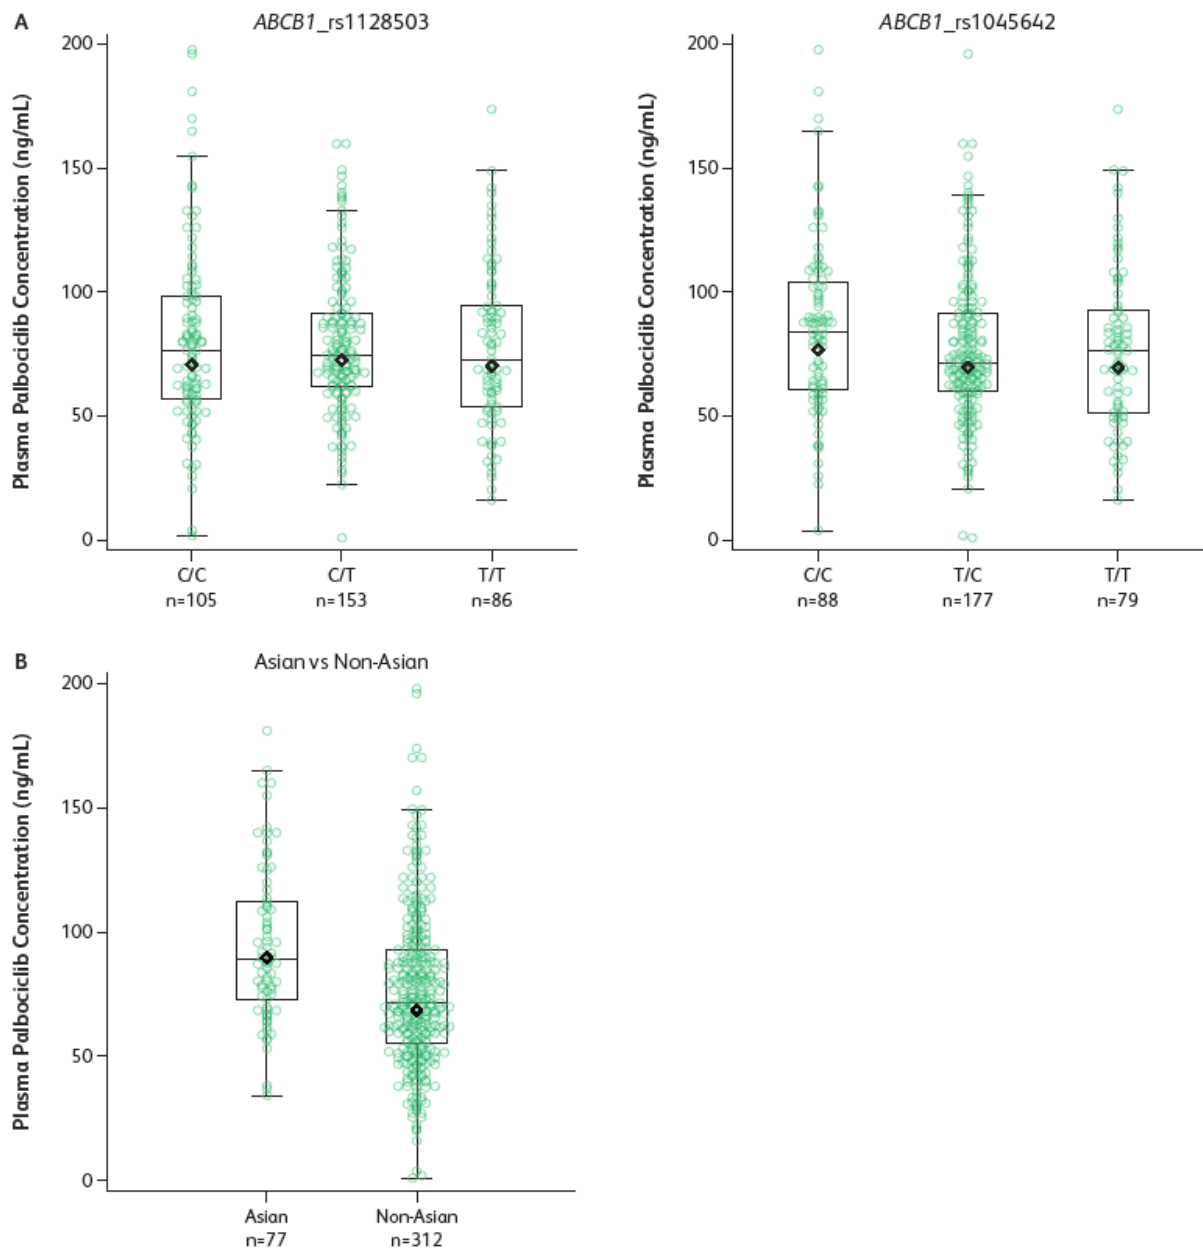 A
ABCB1_rs1128503
Plasma Palbociclib Concentration (ng/mL)
200
150
100
50
0
C/C
n=105
C/T
n=153
T/T
n=86
ABCB1_rs1045642
Plasma Palbociclib Concentration (ng/mL)
200
150
100
50
0
C/C
n=88
T/C
n=177
T/T
n=79
B
Asian vs Non-Asian
Plasma Palbociclib Concentration (ng/mL)
200
150
100
50
0
Asian
n=77
Non-Asian
n=312